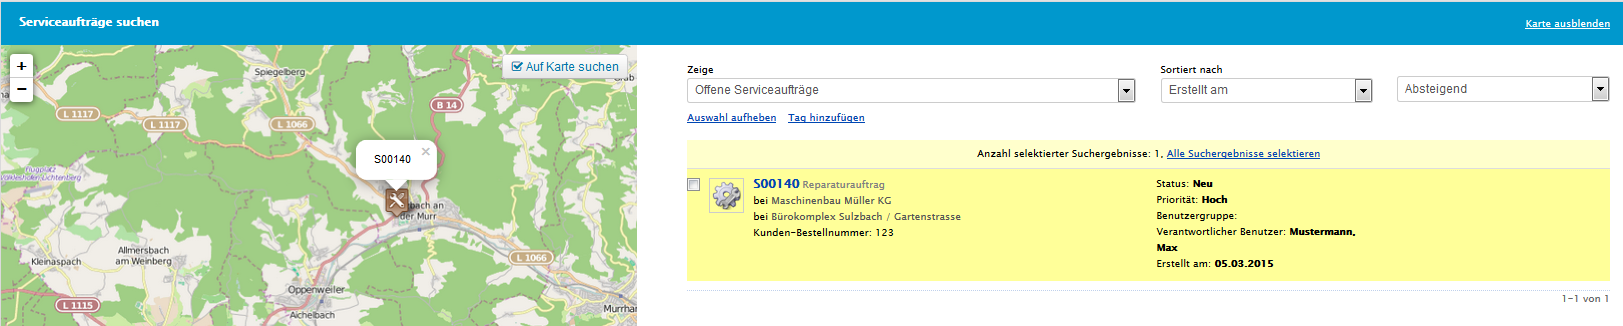 Serviceaufträge suchen
Karte ausblenden
+
−
Auf Karte suchen
Spiegelberg
B 14
L 1117
L 1117
L 1066
S00140
×
an
der Murr
Allmersbach
am Weinberg
Kleinaspach
L 1066
Oppenweiler
L 1115
Aichelbach
Murrhar
Zeige
Sortiert nach
Offene Serviceaufträge
Erstellt am
Absteigend
Auswahl aufheben Tag hinzufügen
Anzahl selektierter Suchergebnisse: 1, Alle Suchergebnisse selektieren
S00140 Reparaturauftrag
bei Maschinenbau Müller KG
bei Bürokomplex Sulzbach / Gartenstrasse
Kunden-Bestellnummer: 123
Status: Neu
Priorität: Hoch
Benutzergruppe:
Verantwortlicher Benutzer: Mustermann,
Max
Erstellt am: 05.03.2015
1-1 von 1